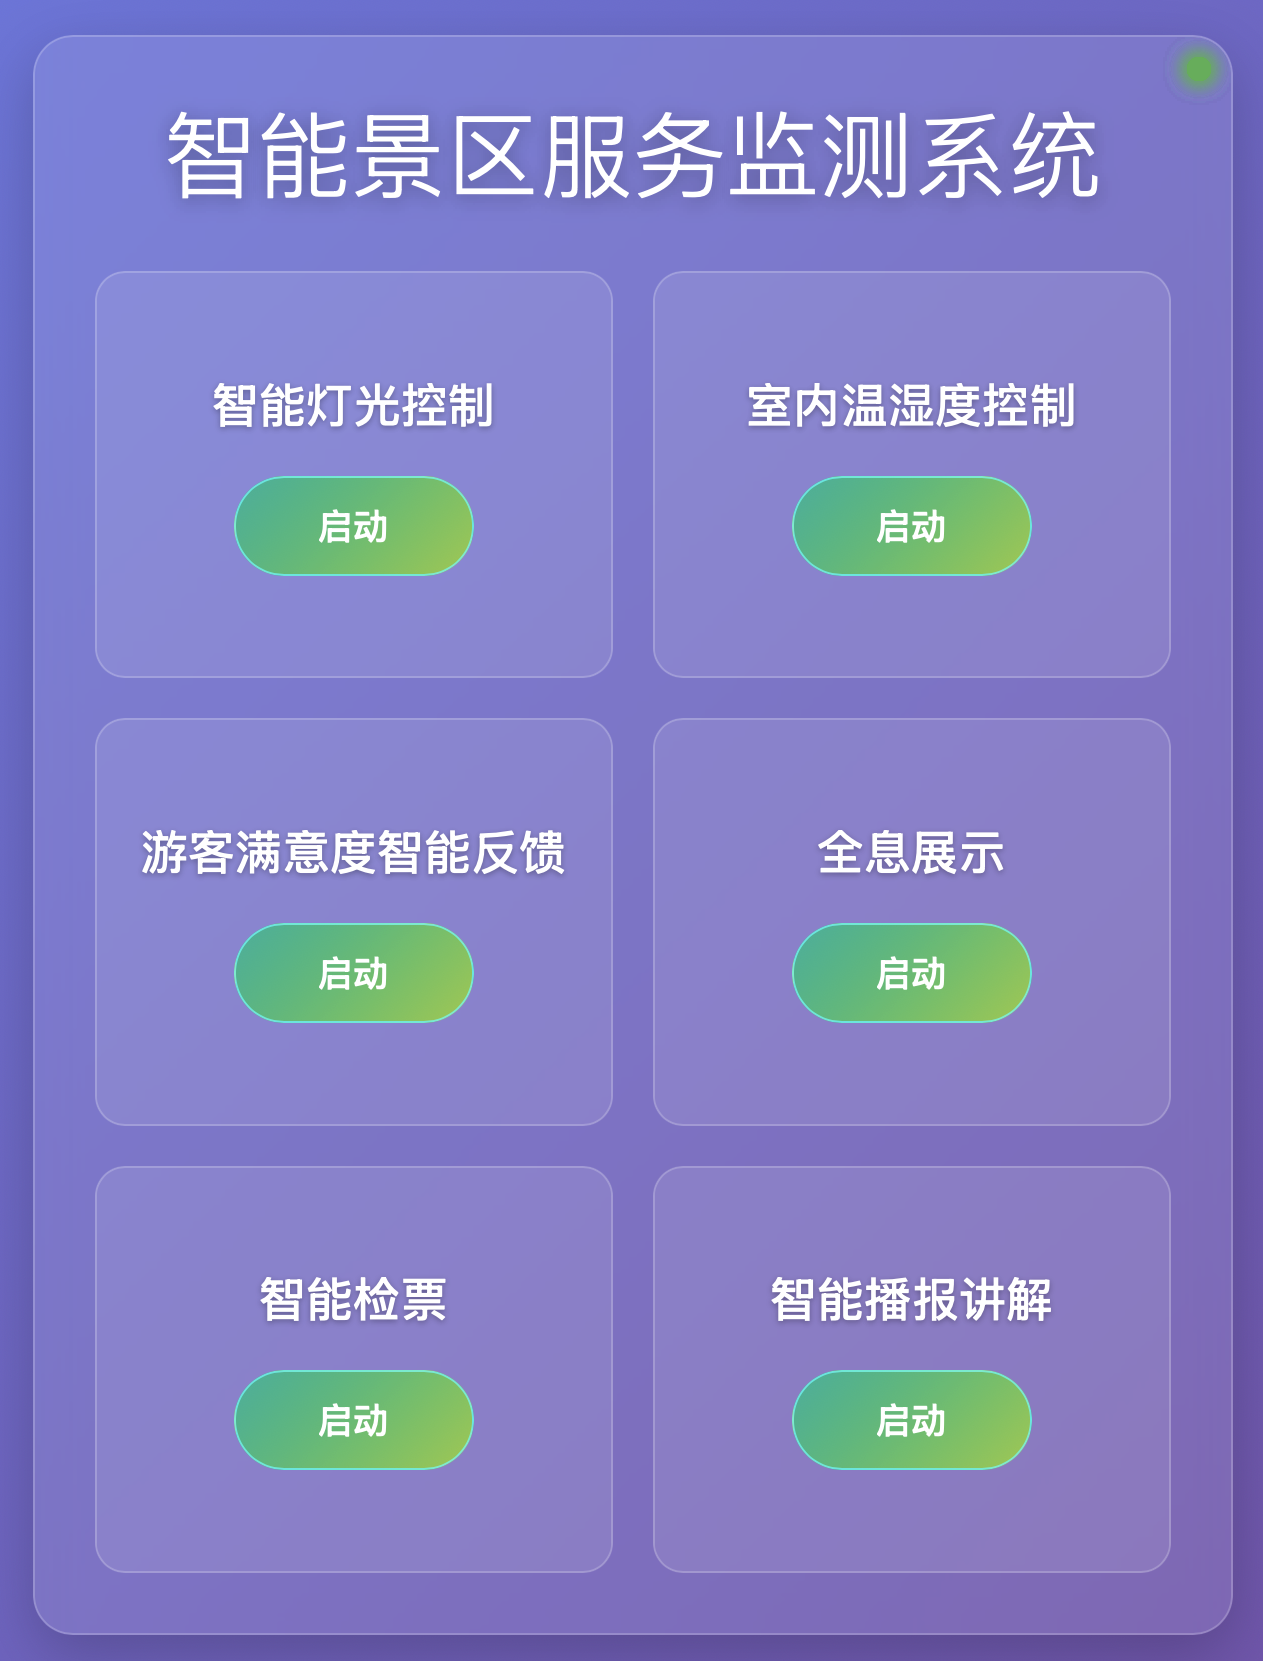 智能景区服务监测系统
智能灯光控制
启动
室内温湿度控制
启动
游客满意度智能反馈
启动
全息展示
启动
智能检票
启动
智能播报讲解
启动